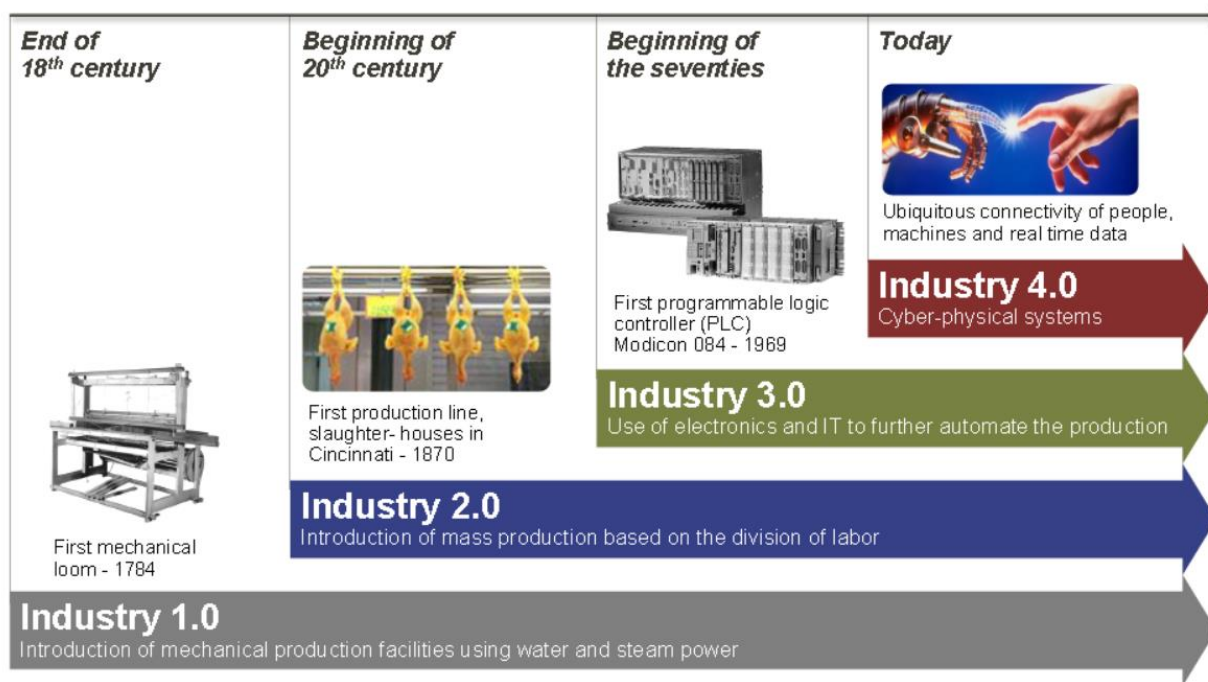 End of
18th century
Beginning of
20th century
Beginning of
the seventies
Today
Ubiquitous connectivity of people,
machines and real time data
Industry 4.0
Cyber-physical systems
First programmable logic
controller (PLC)
Modicon 084 - 1969
Industry 3.0
Use of electronics and IT to further automate the production
First production line,
slaughter- houses in
Cincinnati - 1870
Industry 2.0
Introduction of mass production based on the division of labor
First mechanical
loom - 1784
Industry 1.0
Introduction of mechanical production facilities using water and steam power